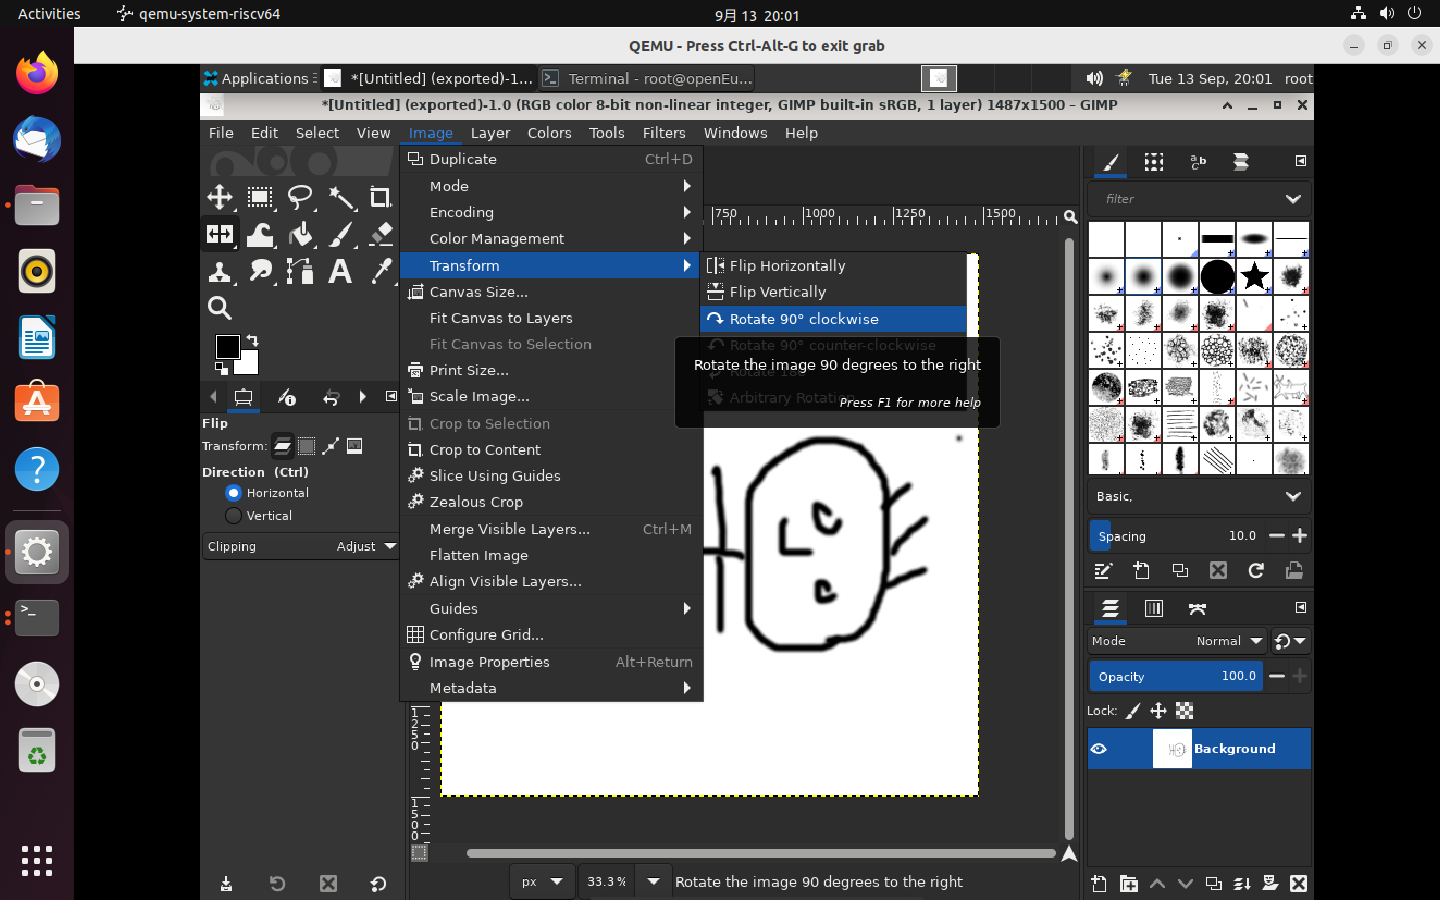 Activities
qemu-system-riscv64
9月 13 20:01
QEMU - Press Ctrl-Alt-G to exit grab
Applications
*[Untitled] (exported)-1...
Terminal - root@openEu...
Tue 13 Sep, 20:01
root
*[Untitled] (exported)-1.0 (RGB color 8-bit non-linear integer, GIMP built-in sRGB, 1 layer) 1487x1500 – GIMP
File Edit Select View Image Layer Colors Tools Filters Windows Help
Duplicate Ctrl+D
Mode
Encoding
Color Management
Transform
Canvas Size...
Fit Canvas to Layers
Fit Canvas to Selection
Print Size...
Scale Image...
Crop to Selection
Crop to Content
Slice Using Guides
Zealous Crop
Merge Visible Layers... Ctrl+M
Flatten Image
Align Visible Layers...
Guides
Configure Grid...
Image Properties Alt+Return
Metadata
Flip Horizontally
Flip Vertically
Rotate 90° clockwise
Rotate 90° counter-clockwise
Rotate the image 90 degrees to the right
Arbitrary Rotation
Press F1 for more help
750 1000 1250 1500
1250
1500
Flip
Transform:
Direction (Ctrl)
Horizontal
Vertical
Clipping Adjust
filter
Basic,
Spacing 10.0
Mode Normal
Opacity 100.0
Lock:
Background
px 33.3 % Rotate the image 90 degrees to the right